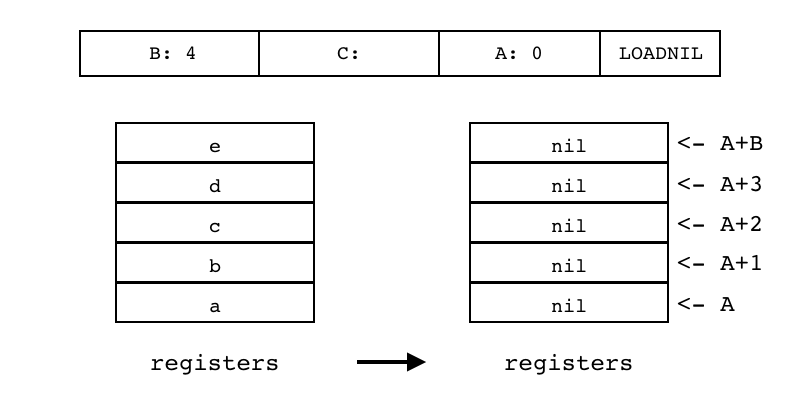 B: 4 C: A: 0 LOADNIL
e nil <- A+B
d nil <- A+3
c nil <- A+2
b nil <- A+1
a nil <- A
registers registers